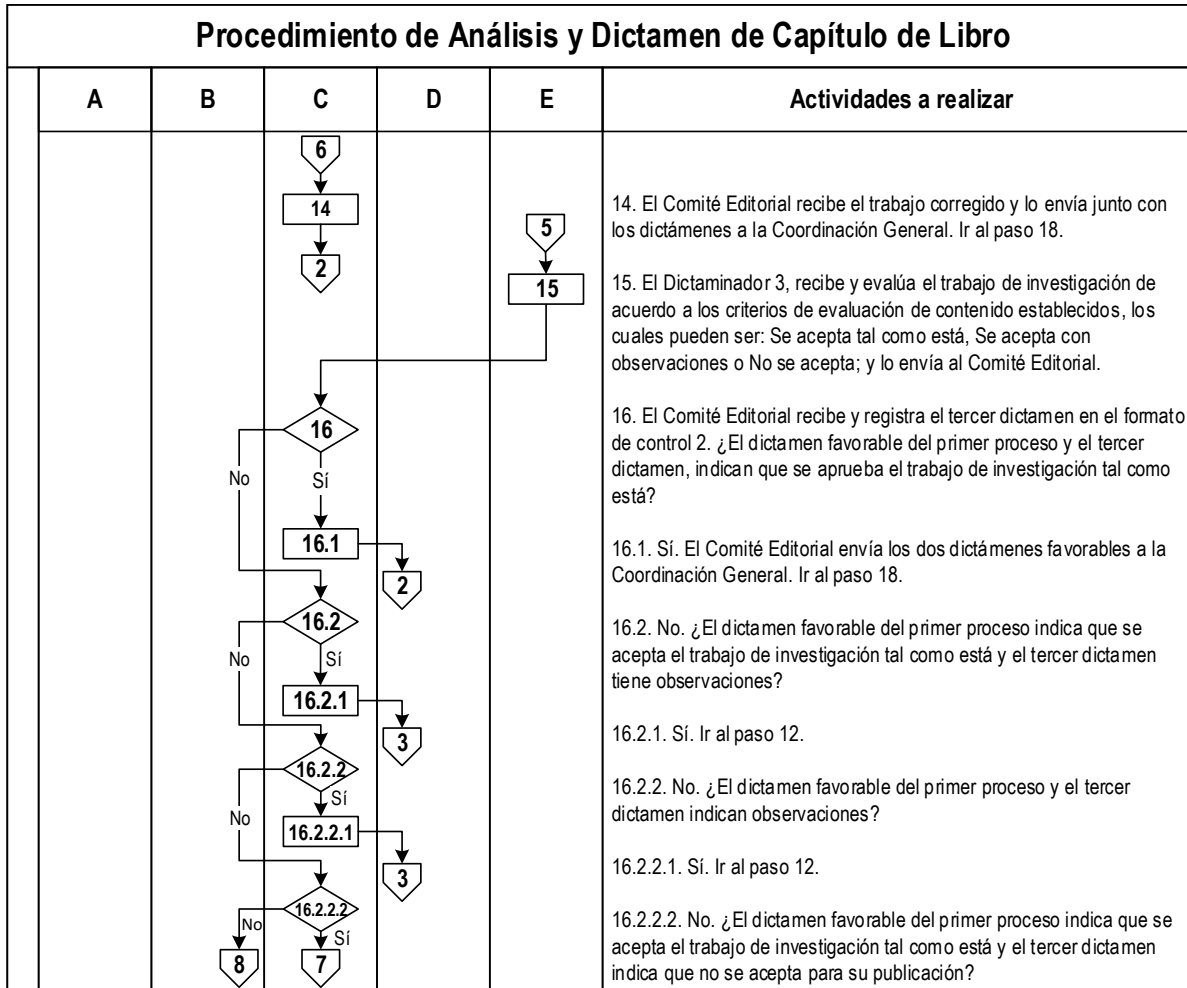 Procedimiento de Análisis y Dictamen de Capítulo de Libro
A B C D E Actividades a realizar
6
14
2
5
15
16
No
Sí
16.1
2
16.2
No
Sí
16.2.1
3
16.2.2
No
Sí
16.2.2.1
3
16.2.2.2
No
Sí
8
7
14. El Comité Editorial recibe el trabajo corregido y lo envía junto con
los dictámenes a la Coordinación General. Ir al paso 18.
15. El Dictaminador 3, recibe y evalúa el trabajo de investigación de
acuerdo a los criterios de evaluación de contenido establecidos, los
cuales pueden ser: Se acepta tal como está, Se acepta con
observaciones o No se acepta; y lo envía al Comité Editorial.
16. El Comité Editorial recibe y registra el tercer dictamen en el formato
de control 2. ¿El dictamen favorable del primer proceso y el tercer
dictamen, indican que se aprueba el trabajo de investigación tal como
está?
16.1. Sí. El Comité Editorial envía los dos dictámenes favorables a la
Coordinación General. Ir al paso 18.
16.2. No. ¿El dictamen favorable del primer proceso indica que se
acepta el trabajo de investigación tal como está y el tercer dictamen
tiene observaciones?
16.2.1. Sí. Ir al paso 12.
16.2.2. No. ¿El dictamen favorable del primer proceso y el tercer
dictamen indican observaciones?
16.2.2.1. Sí. Ir al paso 12.
16.2.2.2. No. ¿El dictamen favorable del primer proceso indica que se
acepta el trabajo de investigación tal como está y el tercer dictamen
indica que no se acepta para su publicación?